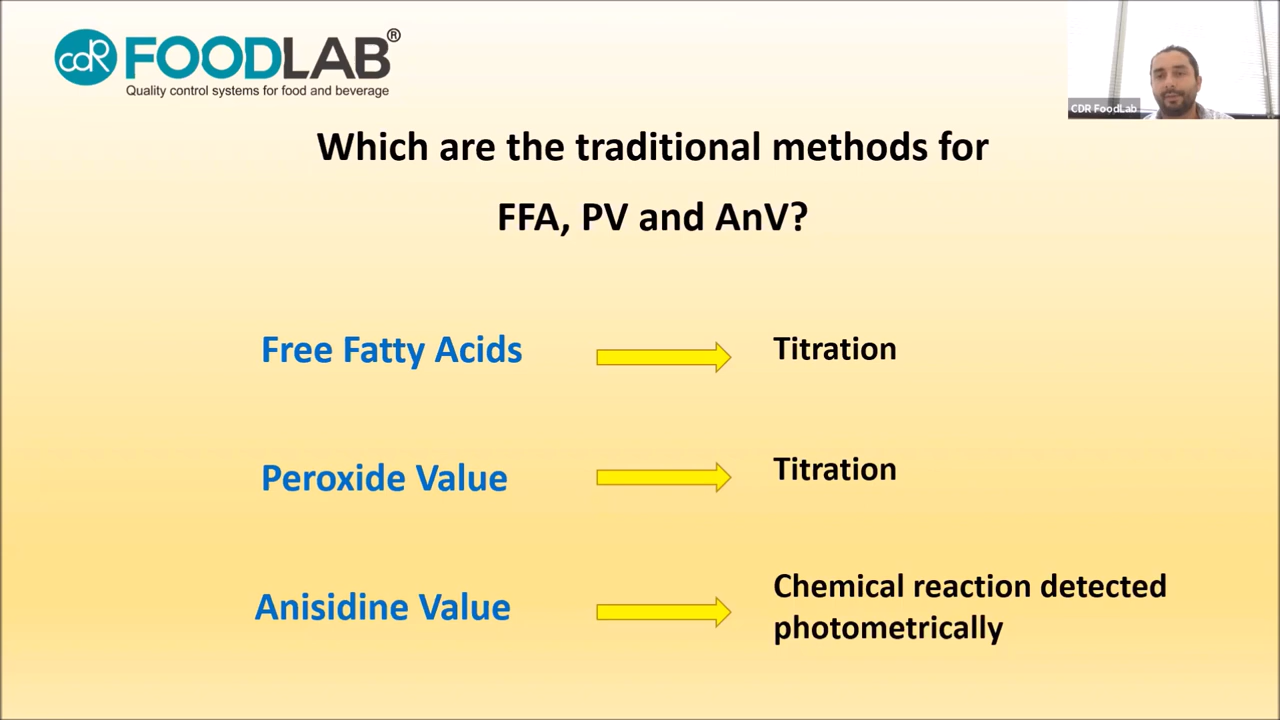 cdR FOODLAB®
Quality control systems for food and beverage
CDR FoodLab
Which are the traditional methods for
FFA, PV and AnV?
Free Fatty Acids
Titration
Peroxide Value
Titration
Anisidine Value
Chemical reaction detected
photometrically